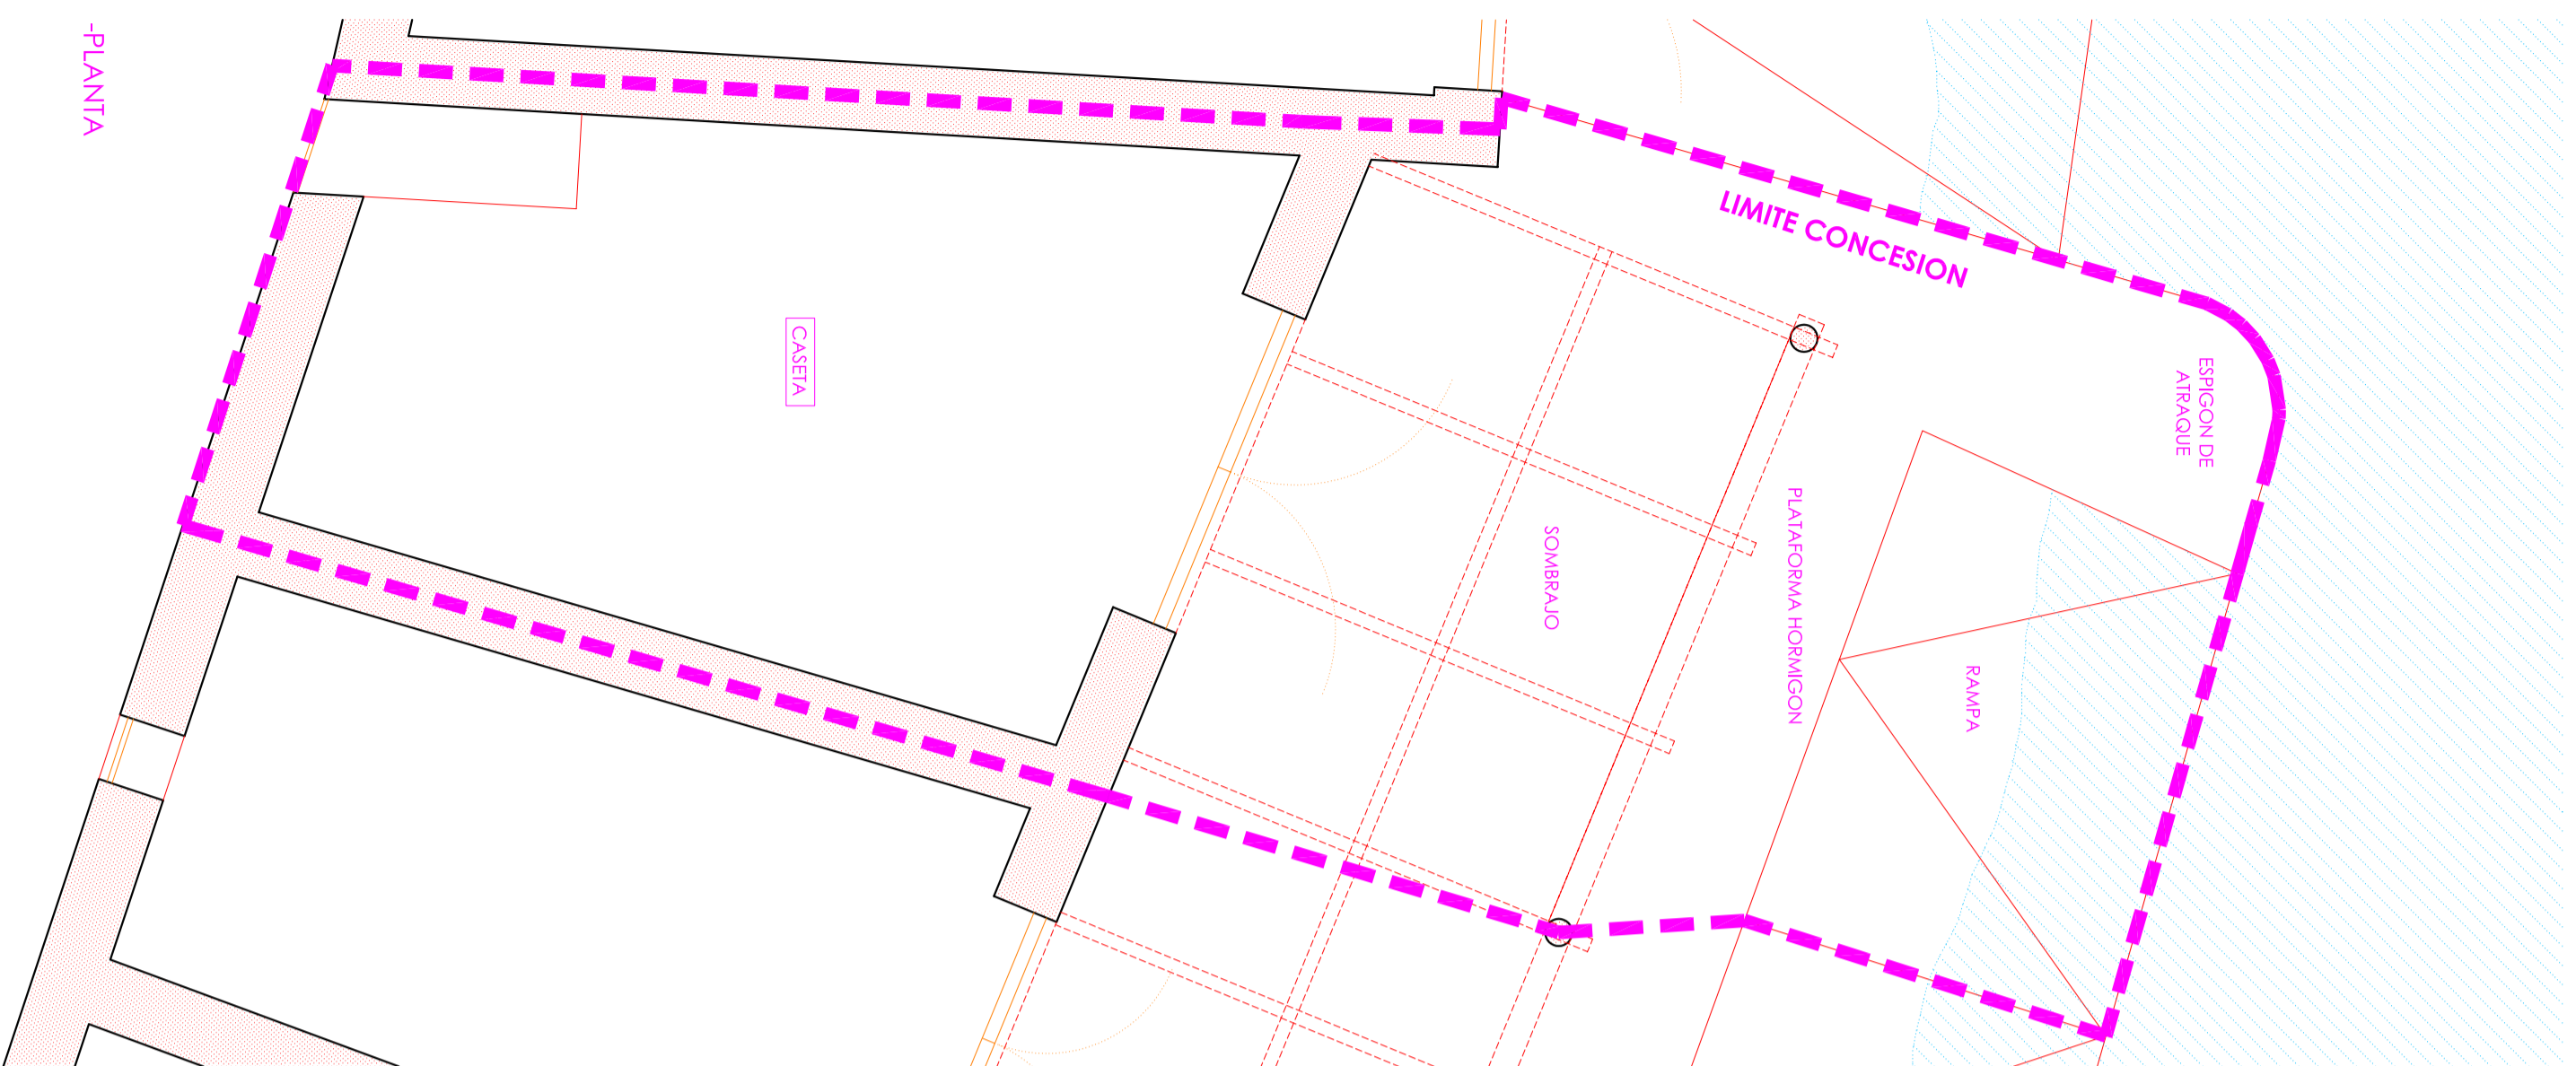 -PLANTA
CASETA
LIMITE CONCESION
ESPIGON DE
ATRAQUE
SOMBRAJO
PLATAFORMA HORMIGON
RAMPA